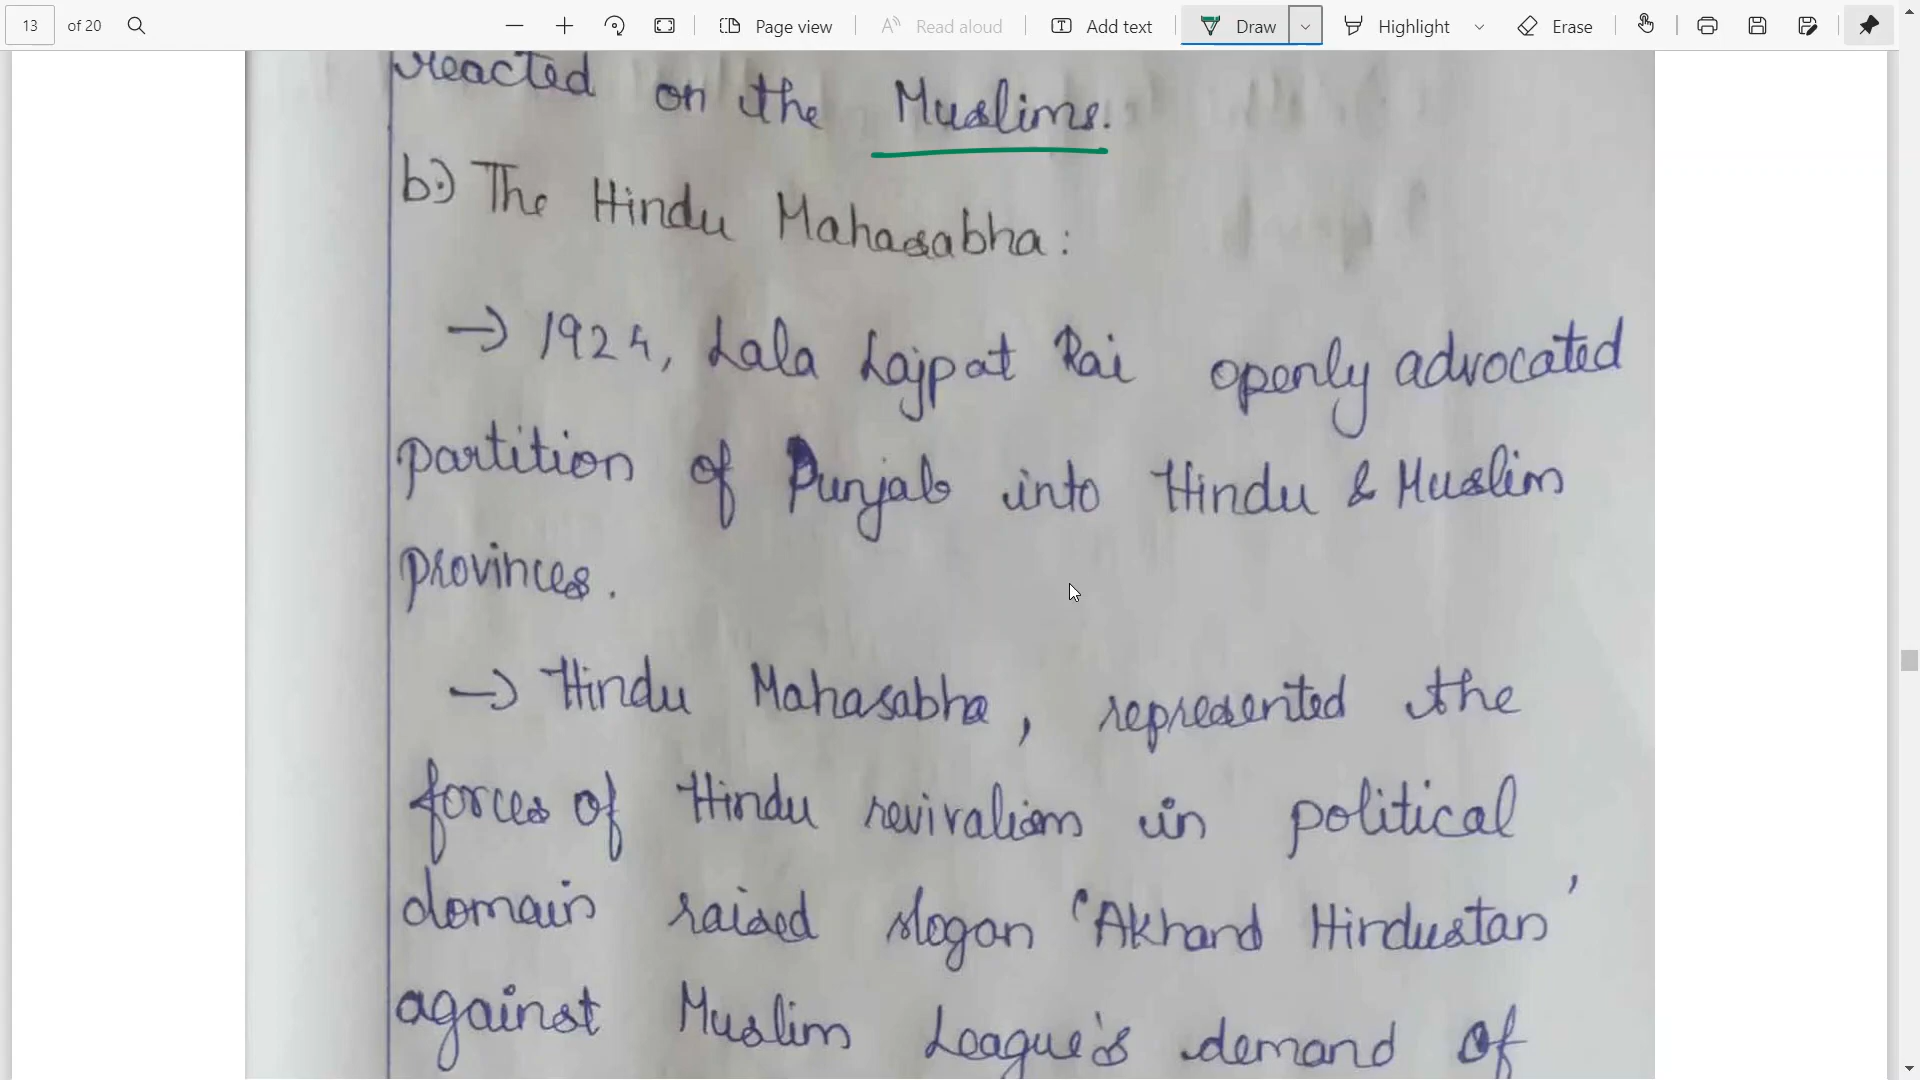 13 of 20 Page view Read aloud Add text Draw Highlight Erase
reacted on the Muslims.
b.) The Hindu Mahasabha:
→ 1924, Lala Lajpat Rai openly advocated
partition of Punjab into Hindu & Muslim
provinces.
→ Hindu Mahasabha, represented the
forces of Hindu revivalism in political
domain raised slogan 'Akhand Hindustan'
against Muslim League's demand of